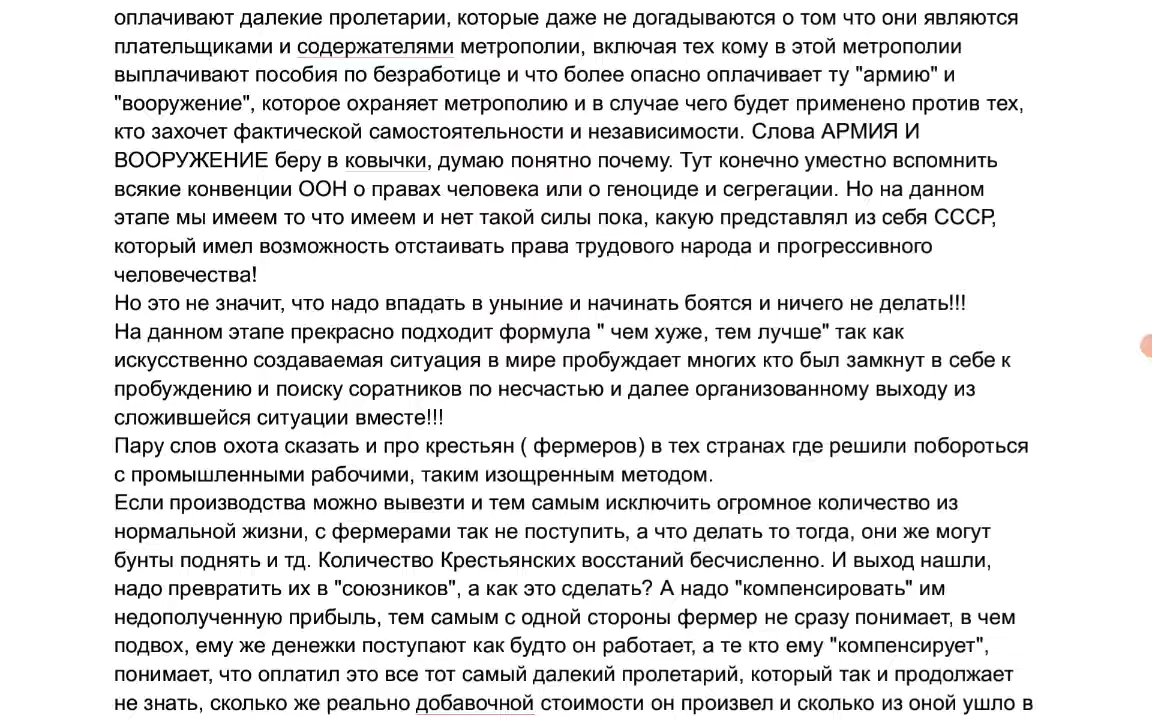 оплачивают далекие пролетарии, которые даже не догадываются о том что они являются
плательщиками и содержателями метрополии, включая тех кому в этой метрополии
выплачивают пособия по безработице и что более опасно оплачивает ту "армию" и
"вооружение", которое охраняет метрополию и в случае чего будет применено против тех,
кто захочет фактической самостоятельности и независимости. Слова АРМИЯ И
ВООРУЖЕНИЕ беру в ковычки, думаю понятно почему. Тут конечно уместно вспомнить
всякие конвенции ООН о правах человека или о геноциде и сегрегации. Но на данном
этапе мы имеем то что имеем и нет такой силы пока, какую представлял из себя СССР,
который имел возможность отстаивать права трудового народа и прогрессивного
человечества!
Но это не значит, что надо впадать в уныние и начинать боятся и ничего не делать!!!
На данном этапе прекрасно подходит формула " чем хуже, тем лучше" так как
искусственно создаваемая ситуация в мире пробуждает многих кто был замкнут в себе к
пробуждению и поиску соратников по несчастью и далее организованному выходу из
сложившейся ситуации вместе!!!
Пару слов охота сказать и про крестьян ( фермеров) в тех странах где решили побороться
с промышленными рабочими, таким изощренным методом.
Если производства можно вывезти и тем самым исключить огромное количество из
нормальной жизни, с фермерами так не поступить, а что делать то тогда, они же могут
бунты поднять и тд. Количество Крестьянских восстаний бесчисленно. И выход нашли,
надо превратить их в "союзников", а как это сделать? А надо "компенсировать" им
недополученную прибыль, тем самым с одной стороны фермер не сразу понимает, в чем
подвох, ему же денежки поступают как будто он работает, а те кто ему "компенсирует",
понимает, что оплатил это все тот самый далекий пролетарий, который так и продолжает
не знать, сколько же реально добавочной стоимости он произвел и сколько из оной ушло в